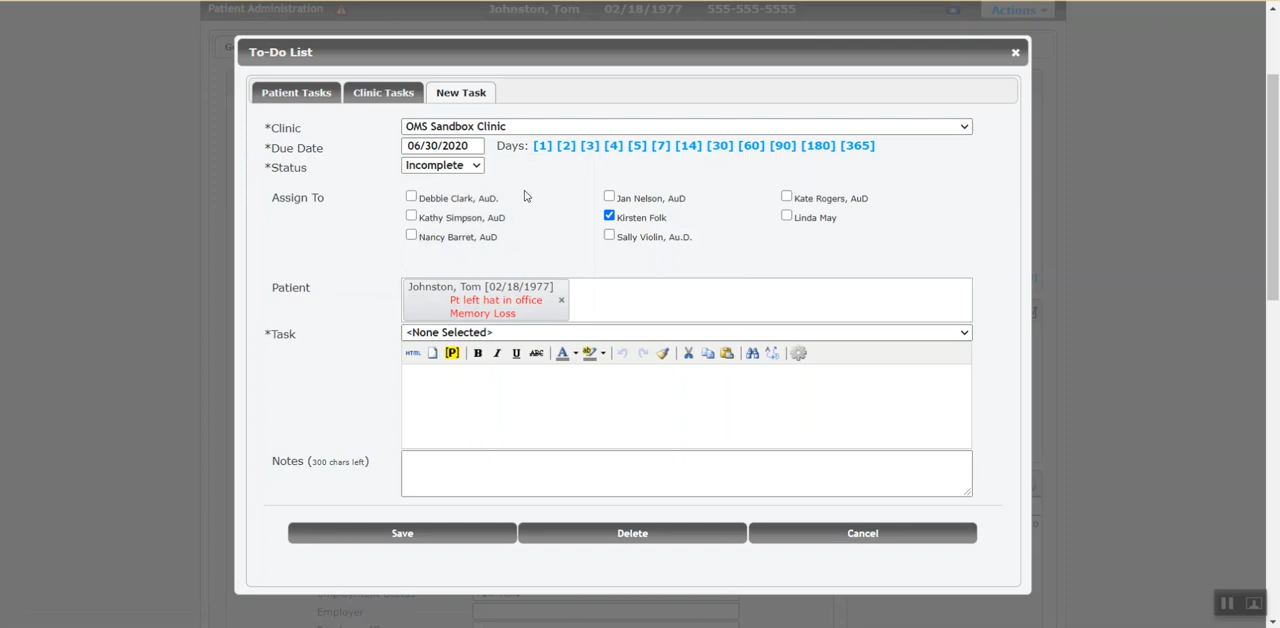 Patient Administration Johnston, Tom 02/18/1977 555-555-5555 Actions
To-Do List
Patient Tasks Clinic Tasks New Task
*Clinic OMS Sandbox Clinic
*Due Date 06/30/2020 Days: [1] [2] [3] [4] [5] [7] [14] [30] [60] [90] [180] [365]
*Status Incomplete
Assign To Debbie Clark, AuD. Jan Nelson, AuD Kate Rogers, AuD
Kathy Simpson, AuD Kirsten Folk Linda May
Nancy Barret, AuD Sally Violin, Au.D.
Patient Johnston, Tom [02/18/1977]
Pt left hat in office
Memory Loss
*Task <None Selected>
HTML [P] B I U ABC A ab
Notes (300 chars left)
Save Delete Cancel
Employer